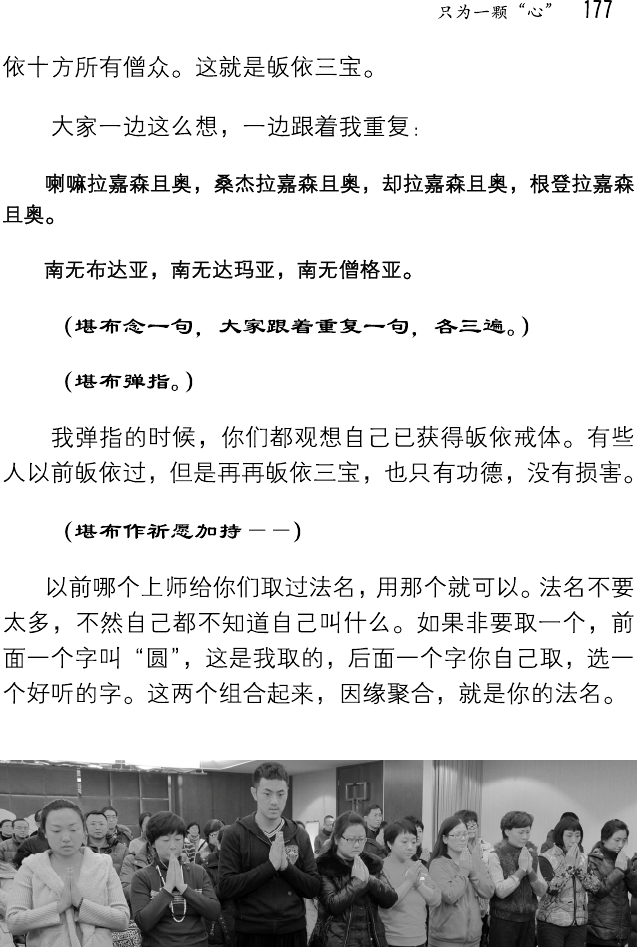 只为一颗“心” 177
依十方所有僧众。这就是皈依三宝。
大家一边这么想，一边跟着我重复：
喇嘛拉嘉森且奥，桑杰拉嘉森且奥，却拉嘉森且奥，根登拉嘉森
且奥。
南无布达亚，南无达玛亚，南无僧格亚。
（堪布念一句，大家跟着重复一句，各三遍。）
（堪布弹指。）
我弹指的时候，你们都观想自己已获得皈依戒体。有些
人以前皈依过，但是再再皈依三宝，也只有功德，没有损害。
（堪布作祈愿加持——）
以前哪个上师给你们取过法名，用那个就可以。法名不要
太多，不然自己都不知道自己叫什么。如果非要取一个，前
面一个字叫“圆”，这是我取的，后面一个字你自己取，选一
个好听的字。这两个组合起来，因缘聚合，就是你的法名。